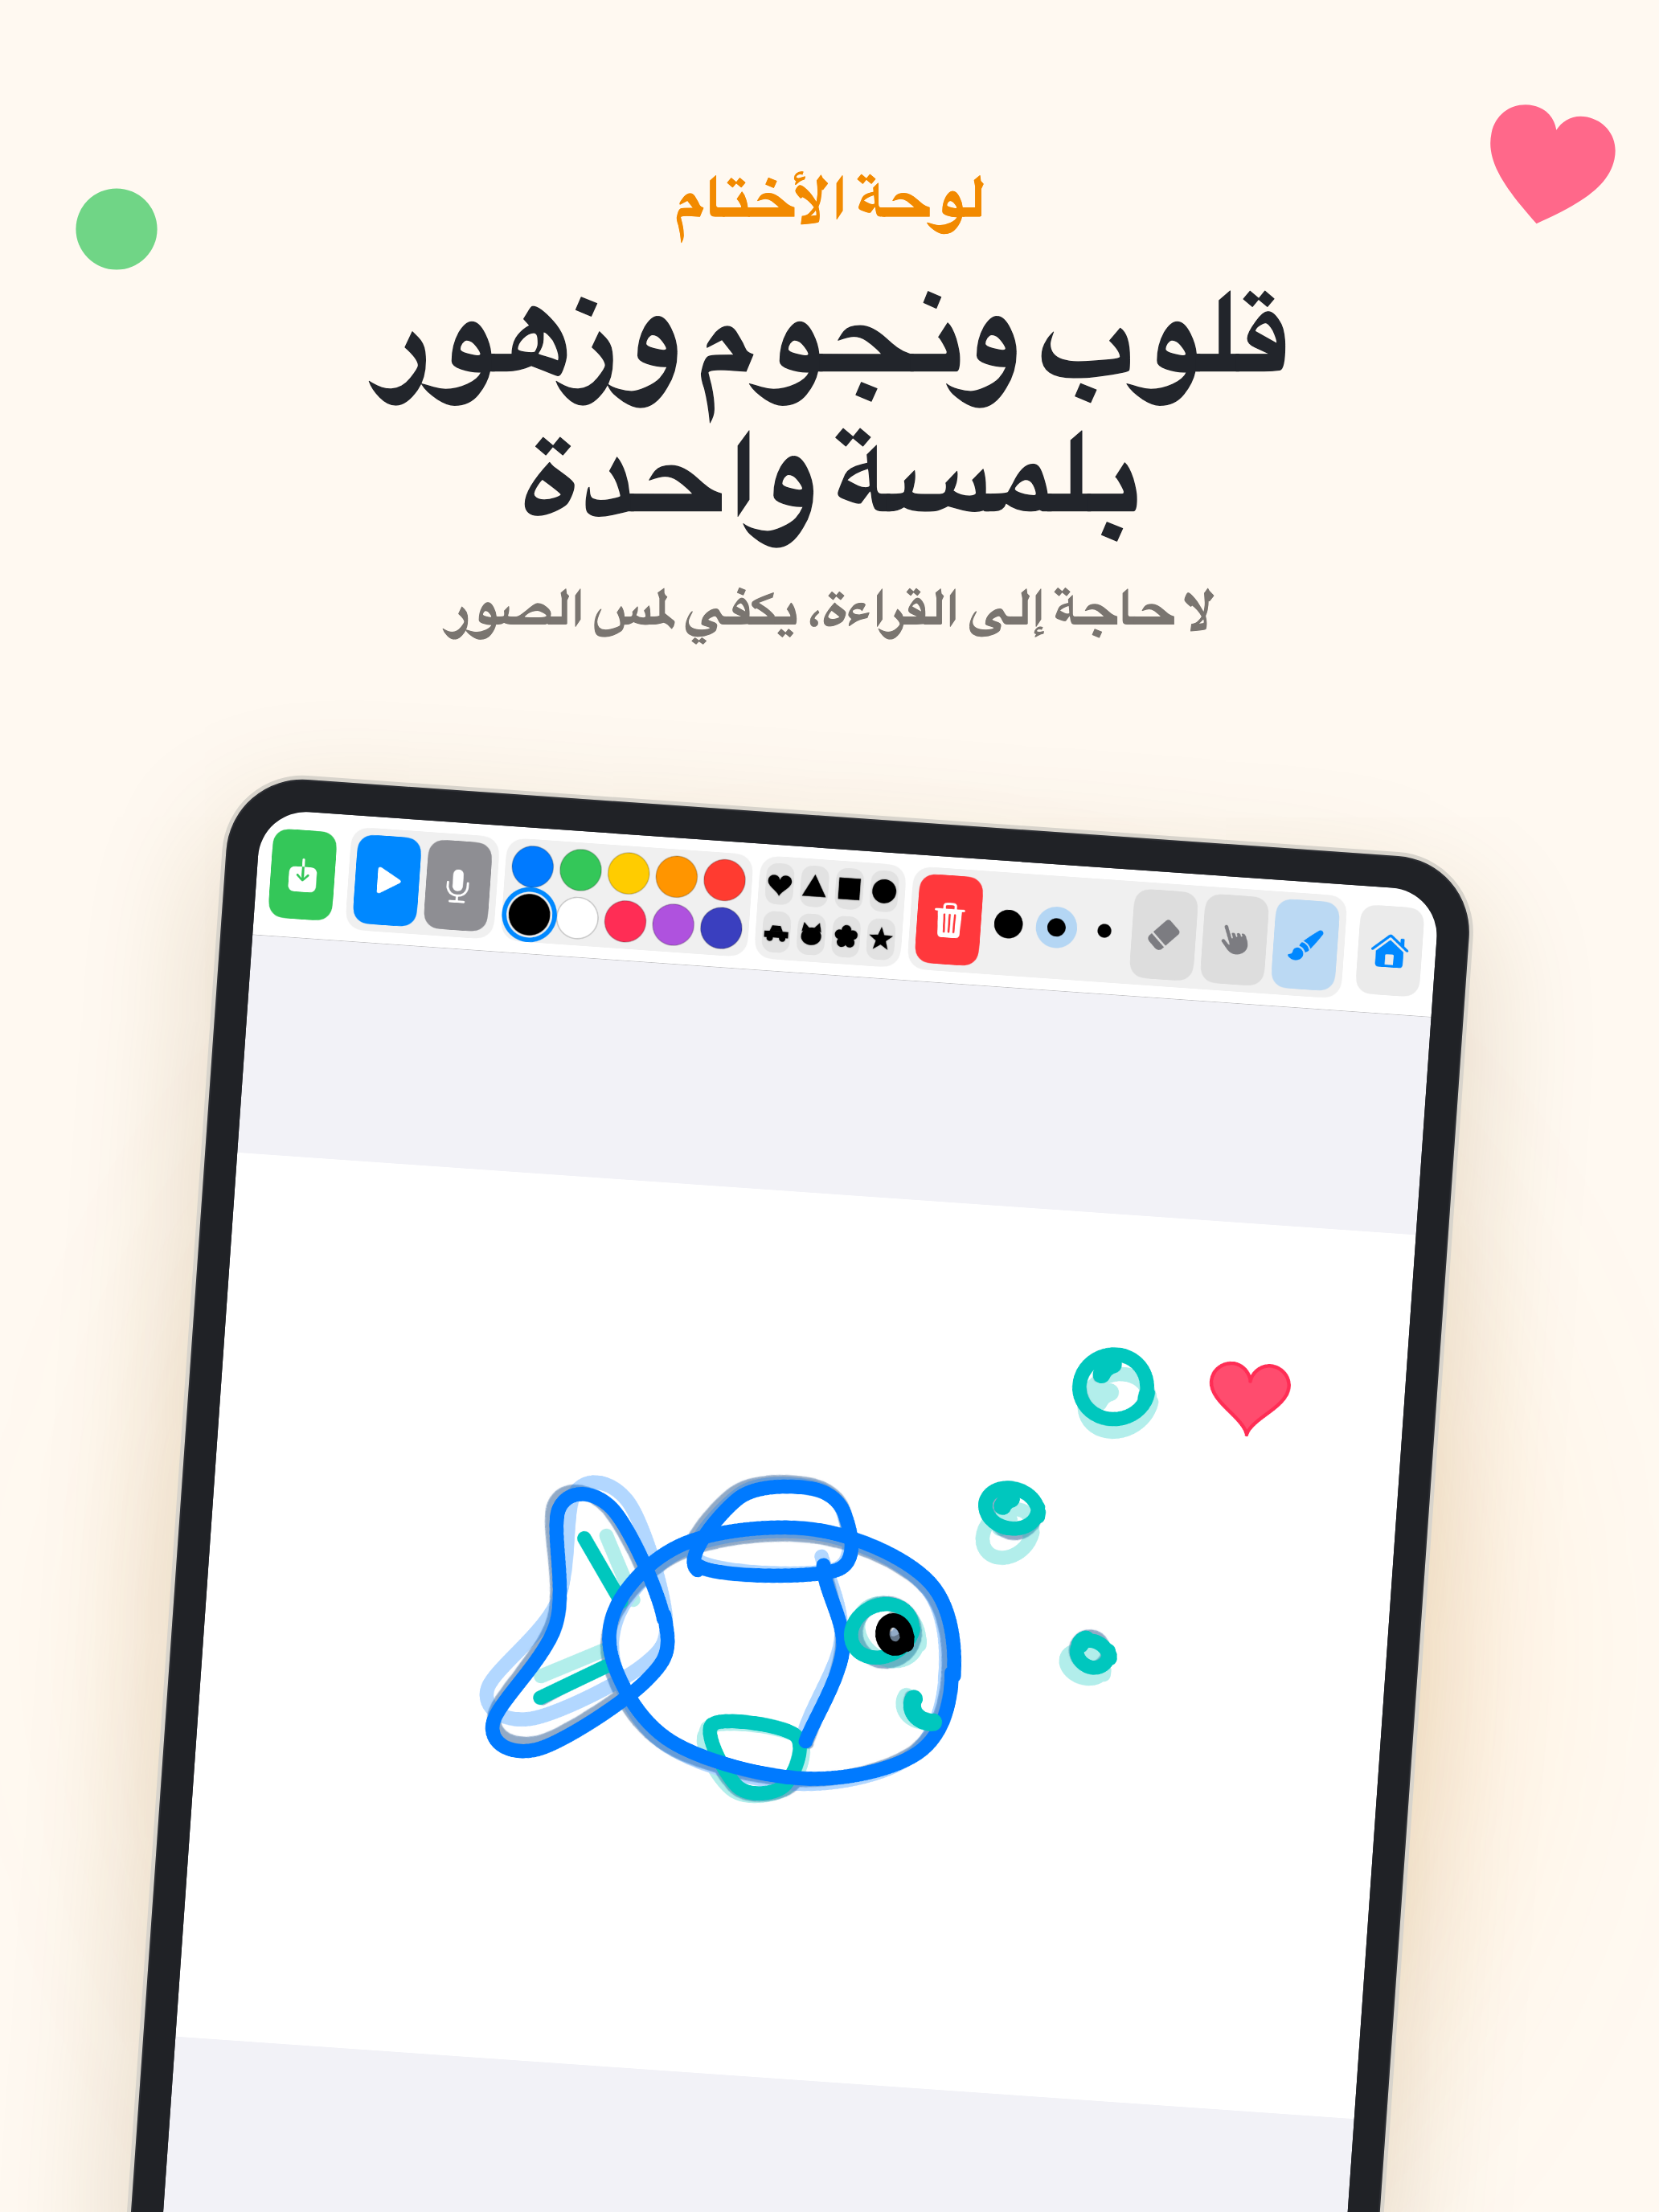 لوحة الأختام
قلوب ونجوم وزهور
بلمسة واحدة
لا حاجة إلى القراءة، يكفي لمس الصور